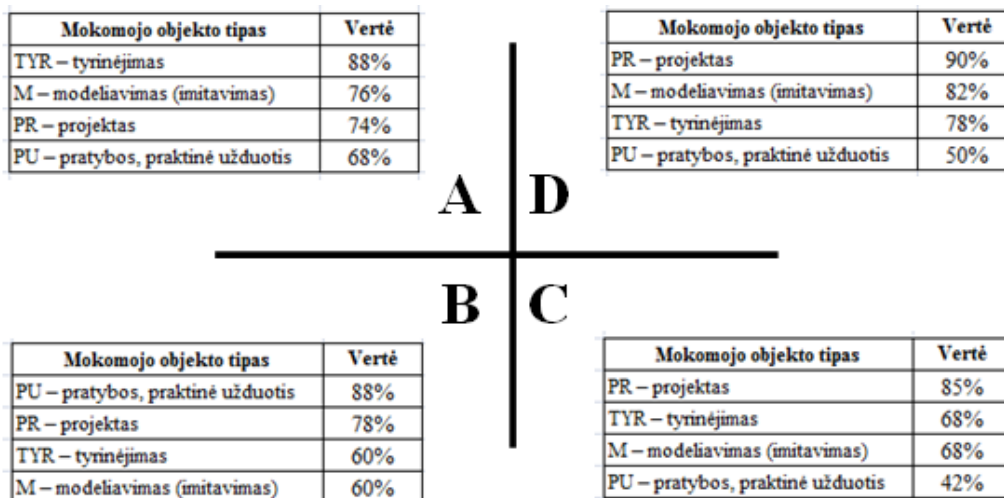 Mokomojo objekto tipas Vertė
TYR – tyrinėjimas 88%
M – modeliavimas (imitavimas) 76%
PR – projektas 74%
PU – pratybos, praktinė užduotis 68%
Mokomojo objekto tipas Vertė
PR – projektas 90%
M – modeliavimas (imitavimas) 82%
TYR – tyrinėjimas 78%
PU – pratybos, praktinė užduotis 50%
A D
B C
Mokomojo objekto tipas Vertė
PU – pratybos, praktinė užduotis 88%
PR – projektas 78%
TYR – tyrinėjimas 60%
M – modeliavimas (imitavimas) 60%
Mokomojo objekto tipas Vertė
PR – projektas 85%
TYR – tyrinėjimas 68%
M – modeliavimas (imitavimas) 68%
PU – pratybos, praktinė užduotis 42%